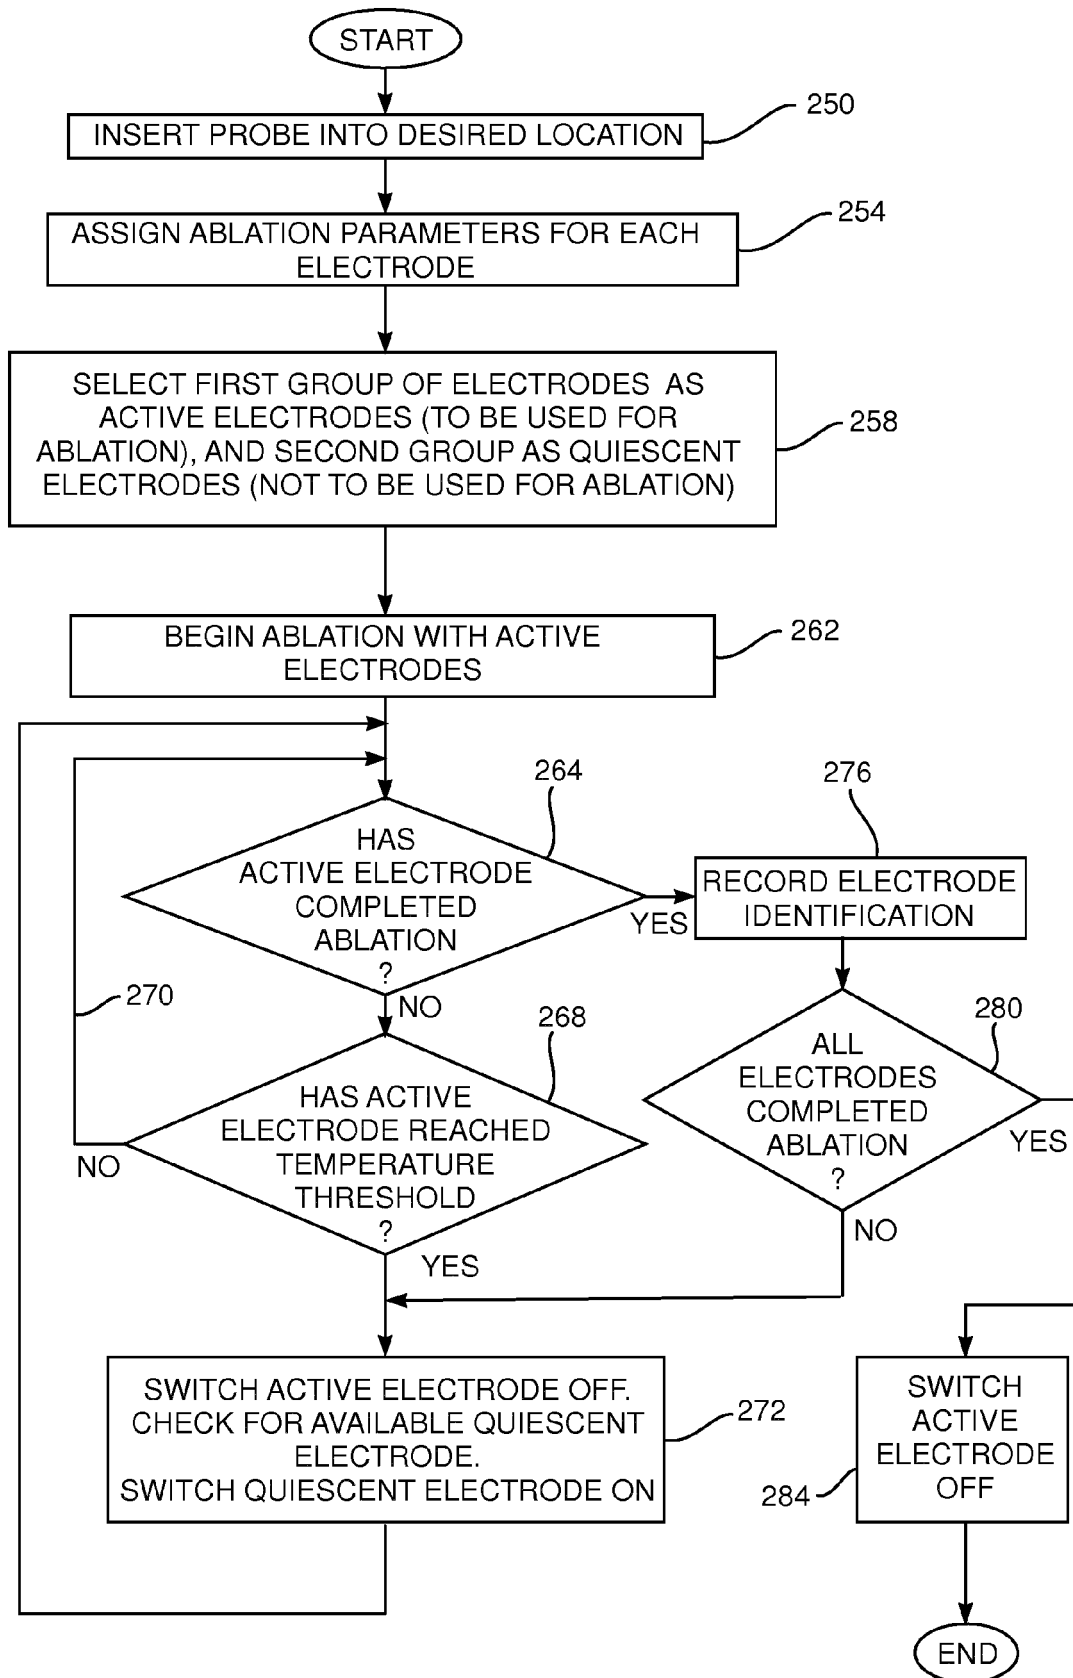 START
250
INSERT PROBE INTO DESIRED LOCATION
254
ASSIGN ABLATION PARAMETERS FOR EACH
ELECTRODE
SELECT FIRST GROUP OF ELECTRODES AS
ACTIVE ELECTRODES (TO BE USED FOR
ABLATION), AND SECOND GROUP AS QUIESCENT
ELECTRODES (NOT TO BE USED FOR ABLATION)
258
BEGIN ABLATION WITH ACTIVE
ELECTRODES
262
264
HAS
ACTIVE ELECTRODE
COMPLETED
ABLATION
?
YES
NO
276
RECORD ELECTRODE
IDENTIFICATION
270
268
HAS ACTIVE
ELECTRODE REACHED
TEMPERATURE
THRESHOLD
?
NO
YES
280
ALL
ELECTRODES
COMPLETED
ABLATION
?
YES
NO
SWITCH ACTIVE ELECTRODE OFF.
CHECK FOR AVAILABLE QUIESCENT
ELECTRODE.
SWITCH QUIESCENT ELECTRODE ON
272
SWITCH
ACTIVE
ELECTRODE
OFF
284
END